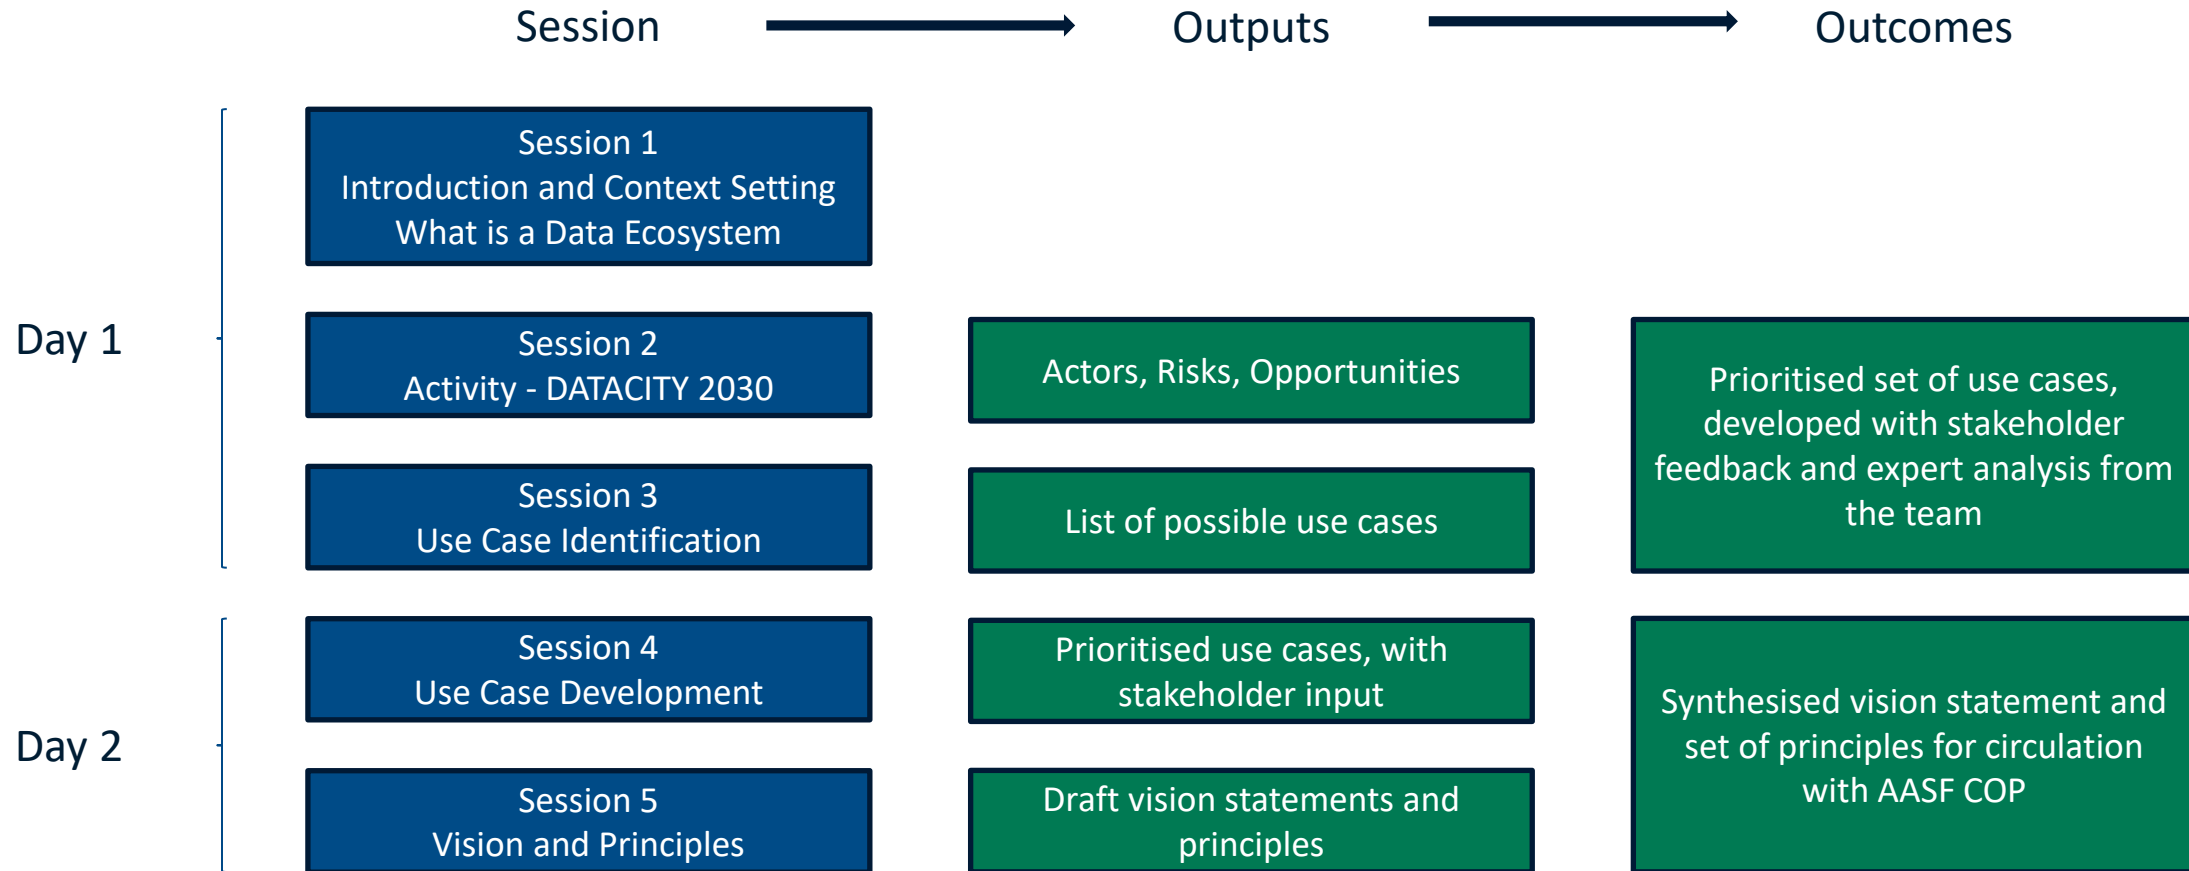 Session
Outputs
Outcomes
Day 1
Session 1
Introduction and Context Setting
What is a Data Ecosystem
Session 2
Activity - DATACITY 2030
Actors, Risks, Opportunities
Session 3
Use Case Identification
List of possible use cases
Prioritised set of use cases,
developed with stakeholder
feedback and expert analysis from
the team
Day 2
Session 4
Use Case Development
Prioritised use cases, with
stakeholder input
Session 5
Vision and Principles
Draft vision statements and
principles
Synthesised vision statement and
set of principles for circulation
with AASF COP